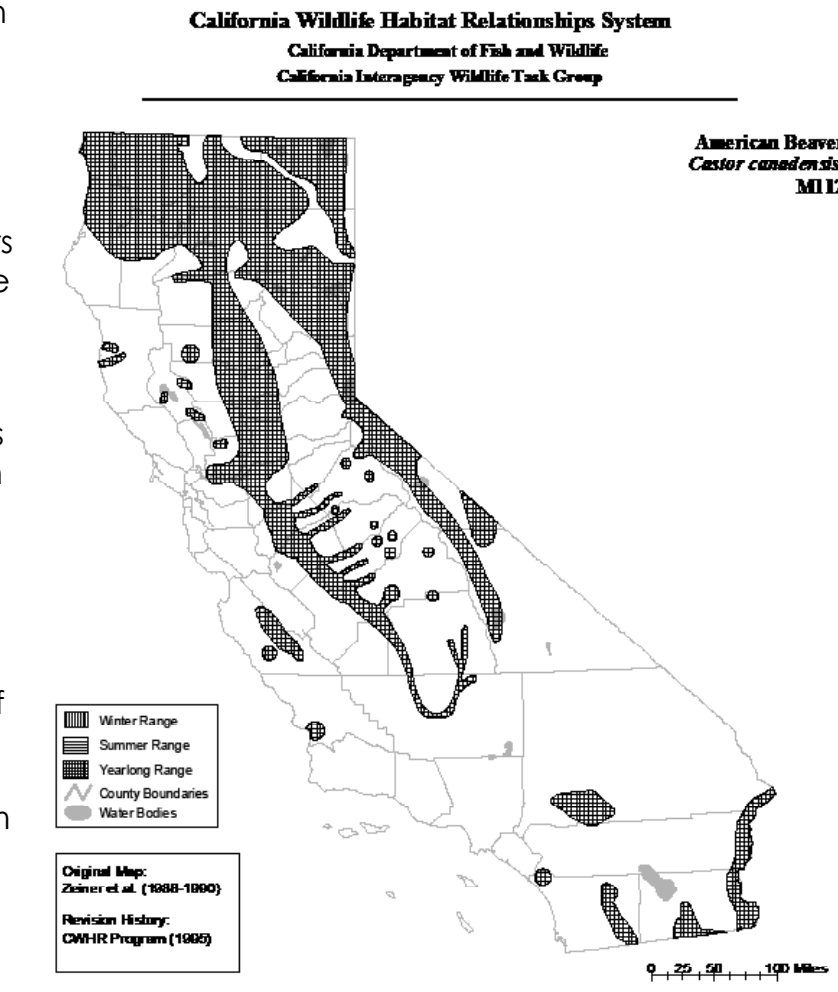 California Wildlife Habitat Relationships System
California Department of Fish and Wildlife
California Interagency Wildlife Task Group
American Beaver
Castor canadensis
Winter Range
Summer Range
Yearlong Range
County Boundaries
Water Bodies
Original Map:
Zeiner et al. (1988-1990)
Revision History:
CWHR Program (1995)
0 25 50 100 Miles